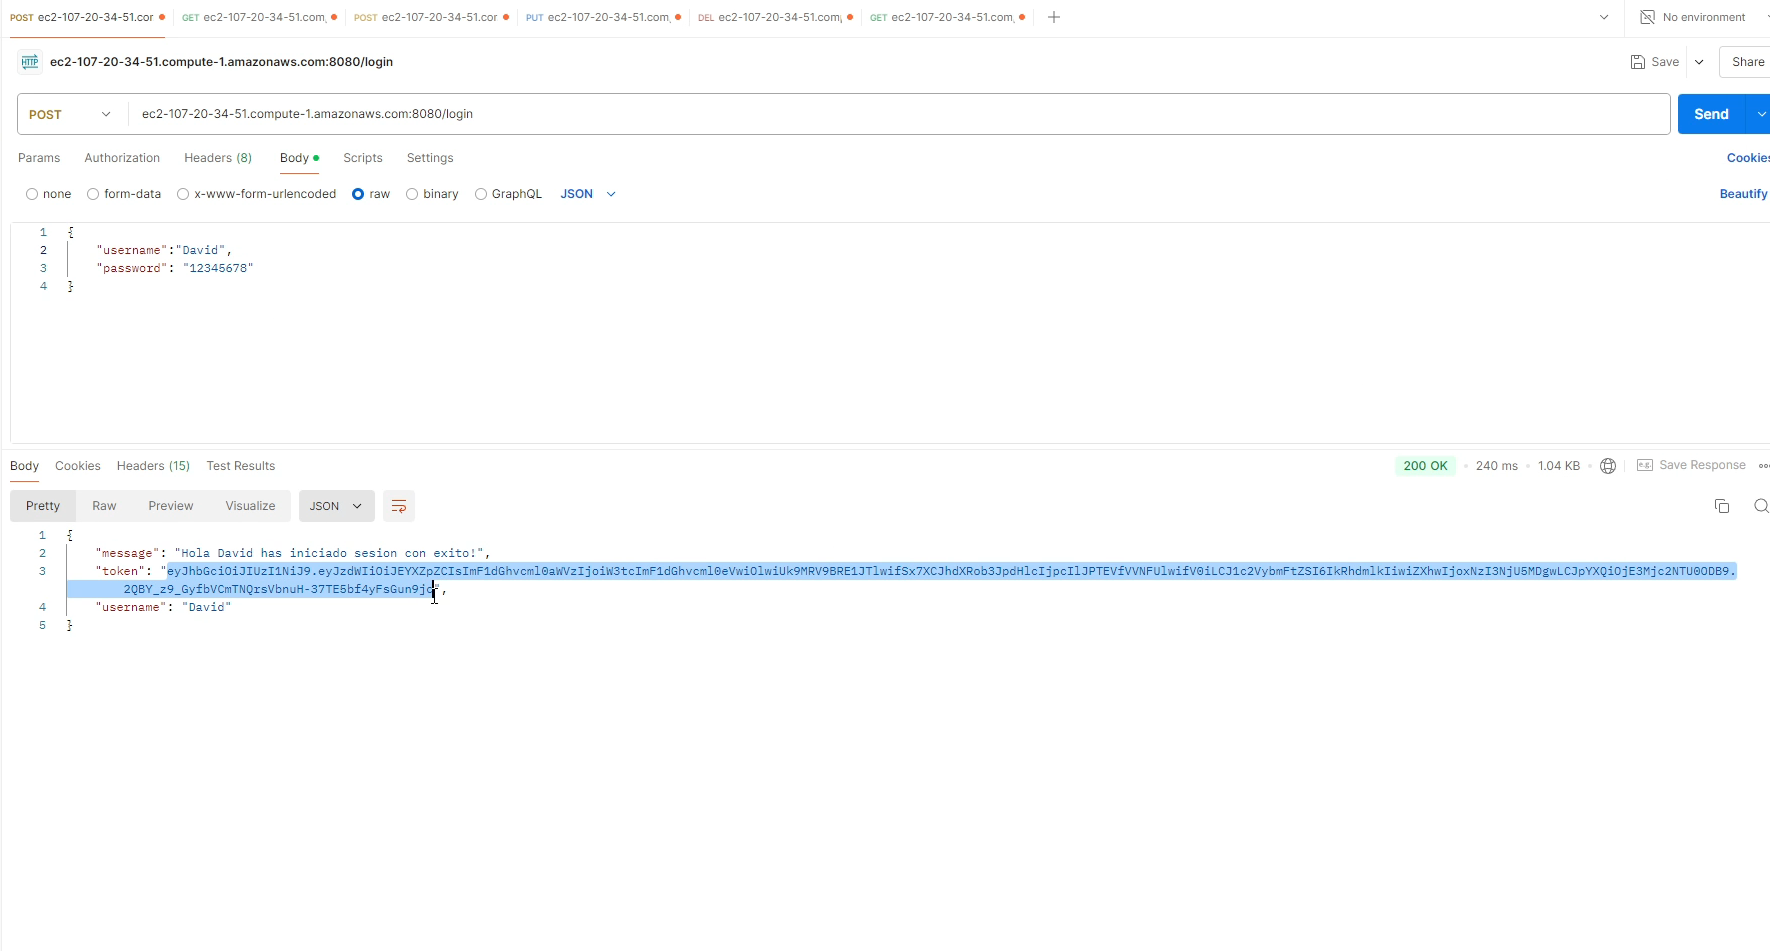 POST ec2-107-20-34-51.cor GET ec2-107-20-34-51.com, POST ec2-107-20-34-51.cor PUT ec2-107-20-34-51.com, DEL ec2-107-20-34-51.com GET ec2-107-20-34-51.com, No environment
HTTP ec2-107-20-34-51.compute-1.amazonaws.com:8080/login Save Share
POST ec2-107-20-34-51.compute-1.amazonaws.com:8080/login Send
Params Authorization Headers (8) Body Scripts Settings Cookies
none form-data x-www-form-urlencoded raw binary GraphQL JSON Beautify
1 {
2 "username":"David",
3 "password": "12345678"
4 }
Body Cookies Headers (15) Test Results 200 OK 240 ms 1.04 KB e.g. Save Response
Pretty Raw Preview Visualize JSON
1 {
2 "message": "Hola David has iniciado sesion con exito!",
3 "token": "eyJhbGciOiJIUzI1NiJ9.eyJzdWIiOiJEYXZpZCIsImF1dGhvcml0aWVzIjoiW3tcImF1dGhvcml0eVwiOlwiUk9MRV9BRE1JTlwifSx7XCJhdXRob3JpdHlcIjpcIlJPTEVfVVNFUlwifV0iLCJ1c2VybmFtZSI6IkRhdmlkIiwiZXhwIjoxNzI3NjU5MDgwLCJpYXQiOjE3Mjc2NTU0ODB9.
2QBY_z9_GyfbVCmTNQrsVbnuH-37TE5bf4yFsGun9jc",
4 "username": "David"
5 }